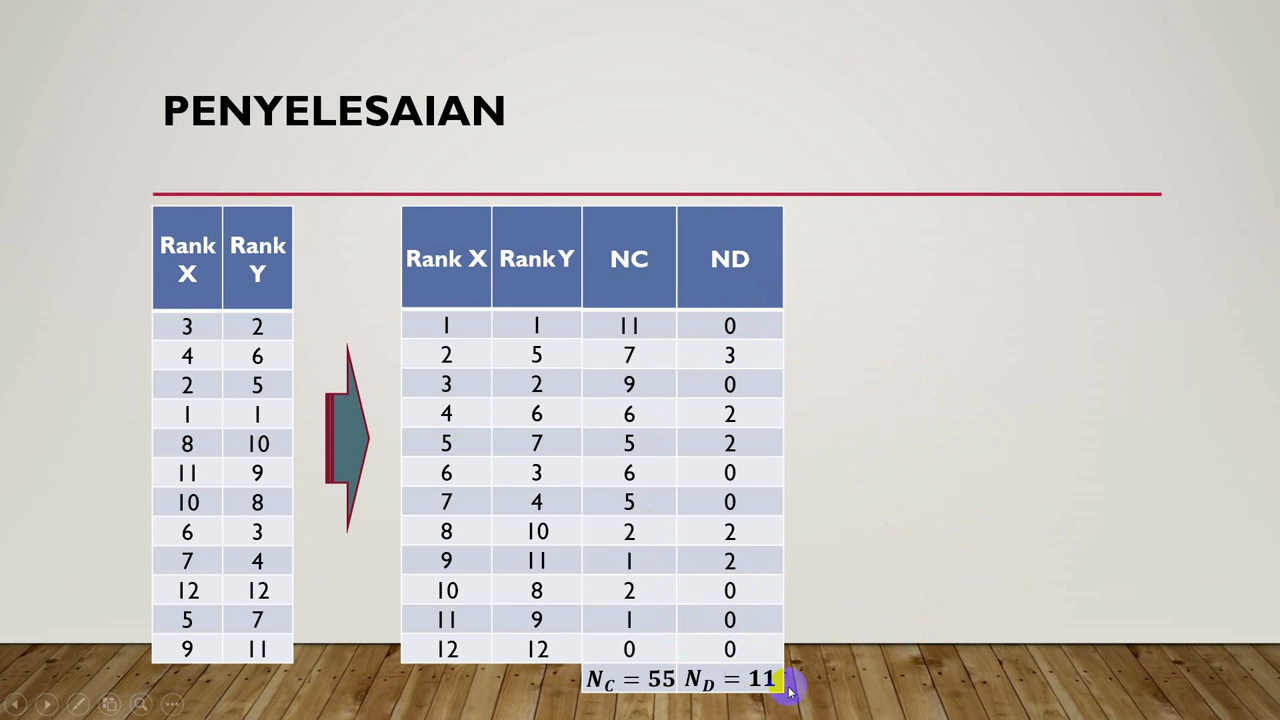 PENYELESAIAN
Rank X Rank Y
3 2
4 6
2 5
1 1
8 10
11 9
10 8
6 3
7 4
12 12
5 7
9 11
Rank X Rank Y NC ND
1 1 11 0
2 5 7 3
3 2 9 0
4 6 6 2
5 7 5 2
6 3 6 0
7 4 5 0
8 10 2 2
9 11 1 2
10 8 2 0
11 9 1 0
12 12 0 0
N_C = 55 N_D = 11